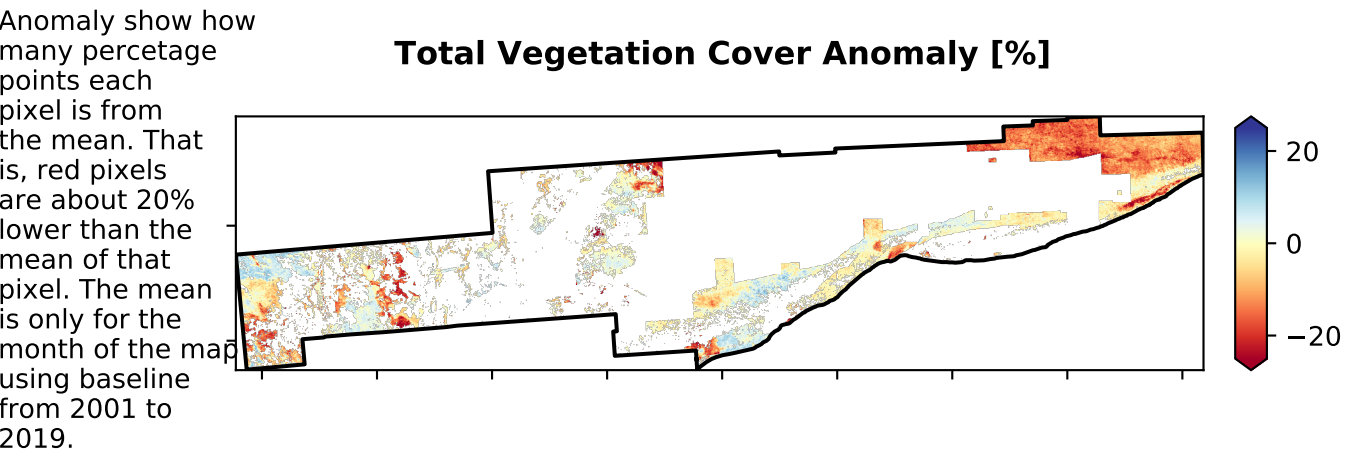 Anomaly show how
many percetage
points each
pixel is from
the mean. That
is, red pixels
are about 20%
lower than the
mean of that
pixel. The mean
is only for the
month of the map
using baseline
from 2001 to
2019.
Total Vegetation Cover Anomaly [%]
20
0
−20